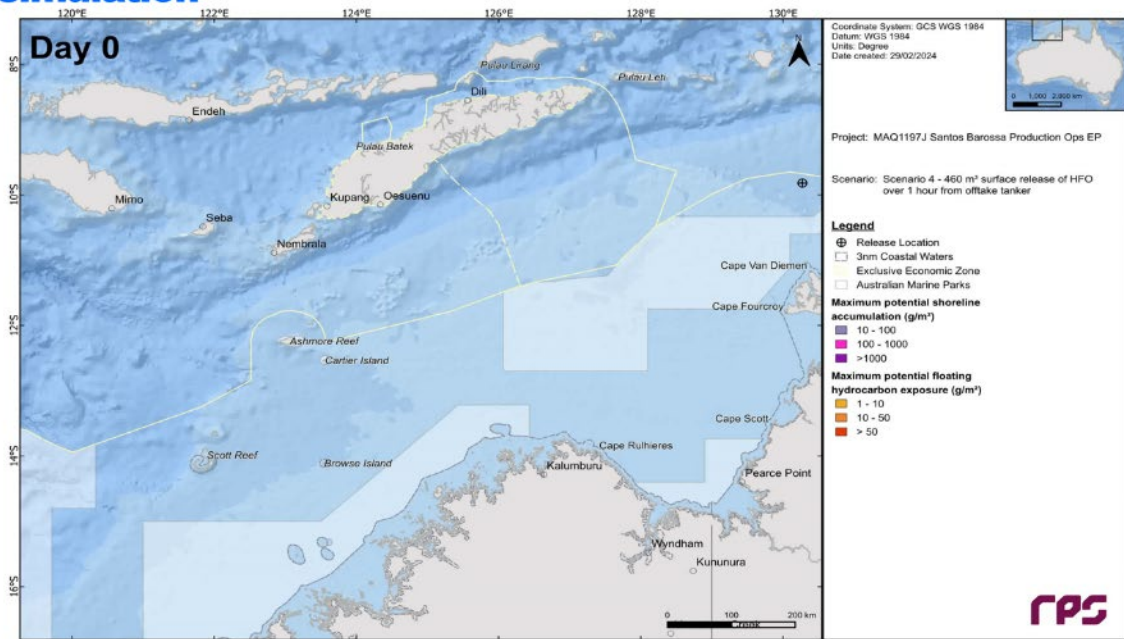 Simulation
120°E
122°E
124°E
126°E
128°E
130°E
Day 0
N
8°S
10°S
12°S
14°S
16°S
Pulau Lirang
Pulau Leti
Dili
Endeh
Pulau Batek
Kupang
Oesuenu
Mimo
Seba
Nembrala
Cape Van Diemen
Cape Fourcroy
Ashmore Reef
Cartier Island
Cape Scott
Scott Reef
Browse Island
Cape Rulhieres
Kalumburu
Pearce Point
Wyndham
Kununura
0 100 200 km
Coordinate System: GCS WGS 1984
Datum: WGS 1984
Units: Degree
Date created: 29/02/2024
0 1,000 2,000 km
Project: MAQ1197J Santos Barossa Production Ops EP
Scenario: Scenario 4 - 460 m³ surface release of HFO
over 1 hour from offtake tanker
Legend
Release Location
3nm Coastal Waters
Exclusive Economic Zone
Australian Marine Parks
Maximum potential shoreline
accumulation (g/m²)
10 - 100
100 - 1000
>1000
Maximum potential floating
hydrocarbon exposure (g/m²)
1 - 10
10 - 50
> 50
rps